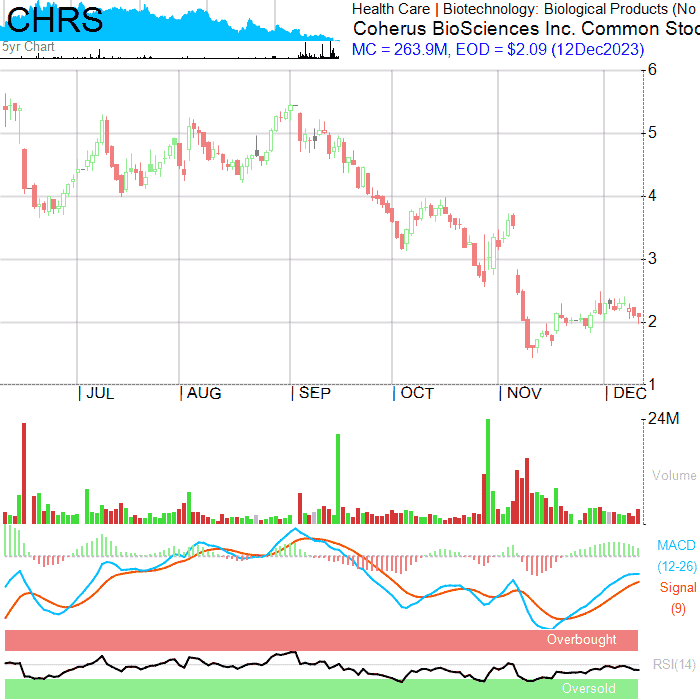 CHRS
5yr Chart
Health Care | Biotechnology: Biological Products (No
Coherus BioSciences Inc. Common Stoc
MC = 263.9M, EOD = $2.09 (12Dec2023)
6
5
4
3
2
1
| JUL | AUG | SEP | OCT | NOV | DEC
24M
Volume
MACD
(12-26)
Signal
(9)
Overbought
RSI(14)
Oversold